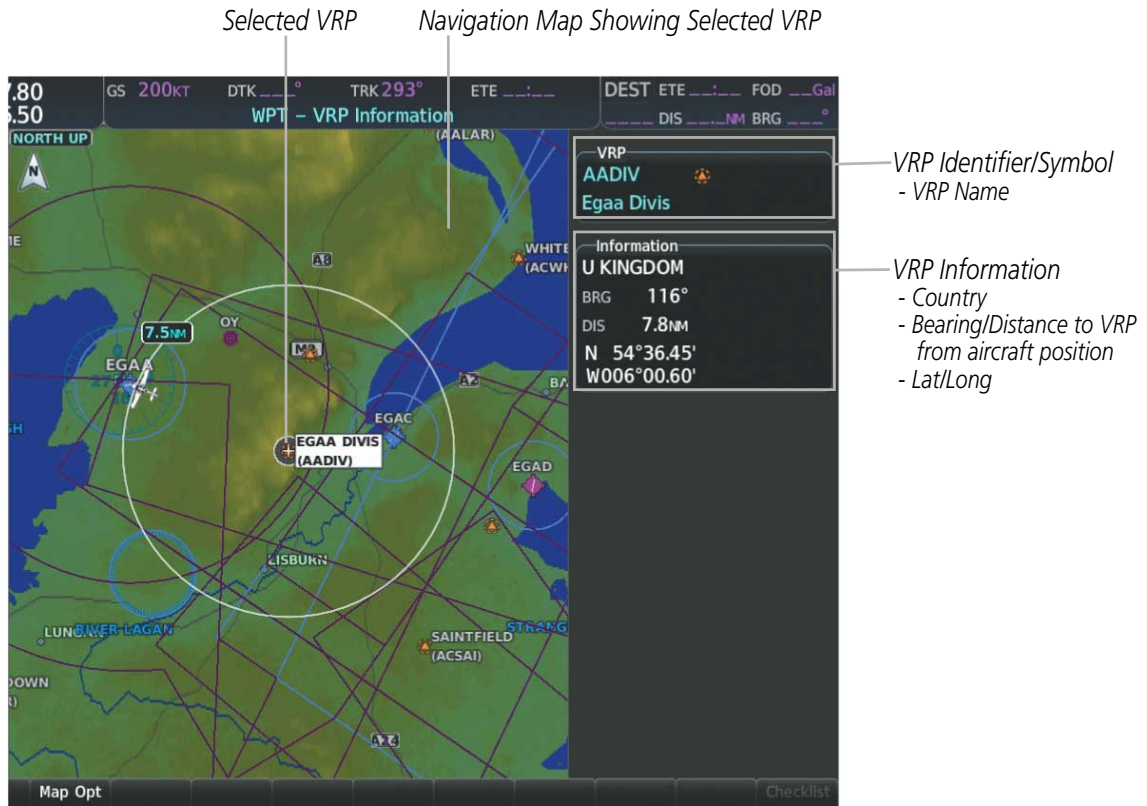 Selected VRP
Navigation Map Showing Selected VRP
.80
.50
GS 200KT DTK ___° TRK 293° ETE __:__
WPT – VRP Information
DEST ETE __:__ FOD __Gal
____ DIS __._NM BRG ___°
NORTH UP
N
(AALAR)
A8
WHITE
(ACWH
7.5NM
OY
EGAA
A2
BA
EGAC
EGAA DIVIS
(AADIV)
EGAD
LISBURN
RIVER LAGAN
STRANG
SAINTFIELD
(ACSAI)
DOWN
A24
Map Opt
Checklist
VRP
AADIV
Egaa Divis
Information
U KINGDOM
BRG 116°
DIS 7.8NM
N 54°36.45'
W006°00.60'
VRP Identifier/Symbol
- VRP Name
VRP Information
- Country
- Bearing/Distance to VRP
from aircraft position
- Lat/Long